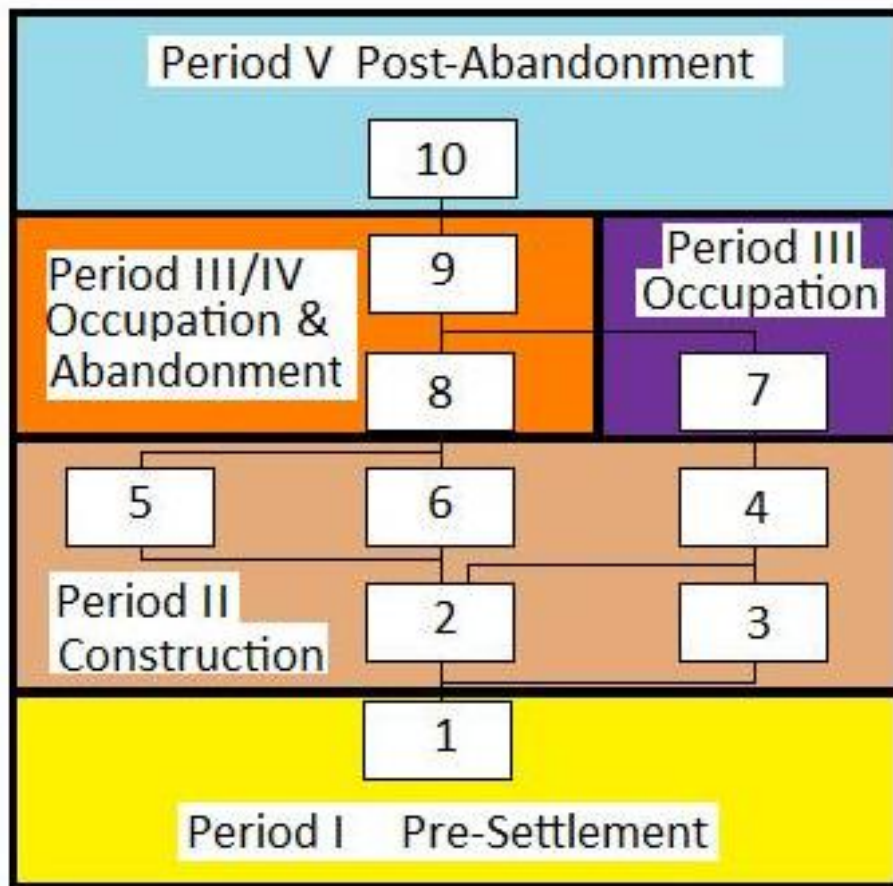 Period V Post-Abandonment
10
9
Period III/IV
Occupation &
Abandonment
Period III
Occupation
8
7
5
6
4
Period II
Construction
2
3
1
Period I Pre-Settlement